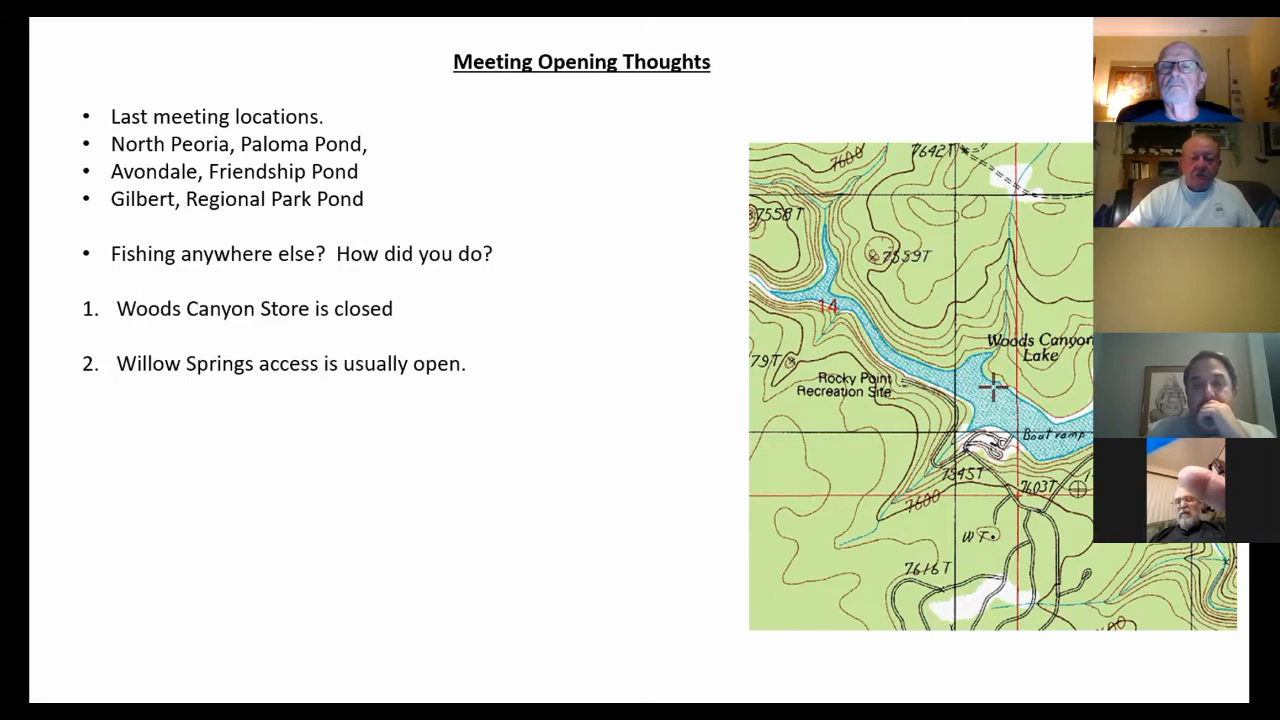 Meeting Opening Thoughts
• Last meeting locations.
• North Peoria, Paloma Pond,
• Avondale, Friendship Pond
• Gilbert, Regional Park Pond
• Fishing anywhere else?  How did you do?
1. Woods Canyon Store is closed
2. Willow Springs access is usually open.
7600
7642T
7558T
7589T
14
Woods Canyon
Lake
79T
Rocky Point
Recreation Site
Boat ramp
7545T
7603T
7600
WT
7616T